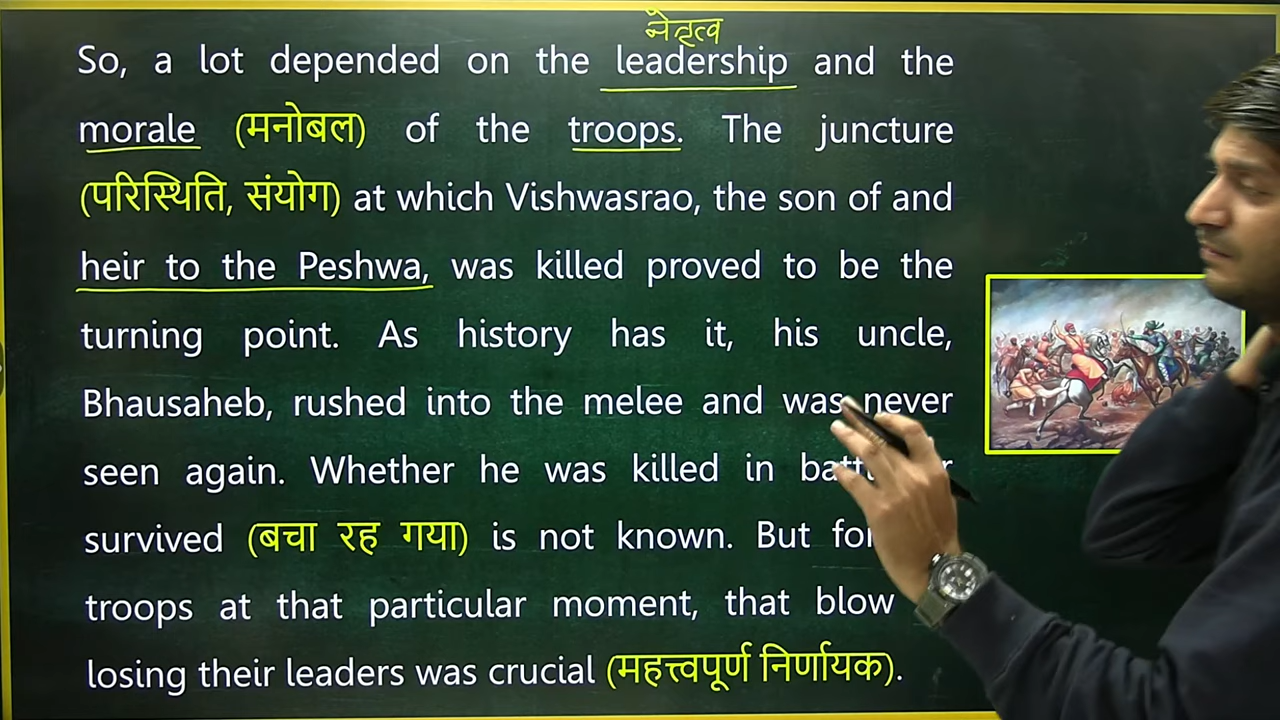 नेतृत्व
So, a lot depended on the leadership and the
morale (मनोबल) of the troops. The juncture
(परिस्थिति, संयोग) at which Vishwasrao, the son of and
heir to the Peshwa, was killed proved to be the
turning point. As history has it, his uncle,
Bhausaheb, rushed into the melee and was never
seen again. Whether he was killed in
survived (बचा रह गया) is not known. But
troops at that particular moment, that blow
losing their leaders was crucial (महत्त्वपूर्ण निर्णायक).